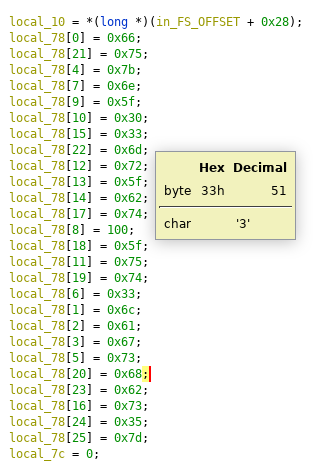 local_10 = *(long *)(in_FS_OFFSET + 0x28);
local_78[0] = 0x66;
local_78[21] = 0x75;
local_78[4] = 0x7b;
local_78[7] = 0x6e;
local_78[9] = 0x5f;
local_78[10] = 0x30;
local_78[15] = 0x33;
local_78[22] = 0x6d;
local_78[12] = 0x72;
local_78[13] = 0x5f;
local_78[14] = 0x62;
local_78[17] = 0x74;
local_78[8] = 100;
local_78[18] = 0x5f;
local_78[11] = 0x75;
local_78[19] = 0x74;
local_78[6] = 0x33;
local_78[1] = 0x6c;
local_78[2] = 0x61;
local_78[3] = 0x67;
local_78[5] = 0x73;
local_78[20] = 0x68;
local_78[23] = 0x62;
local_78[16] = 0x73;
local_78[24] = 0x35;
local_78[25] = 0x7d;
local_7c = 0;
Hex Decimal
byte 33h 51
char '3'